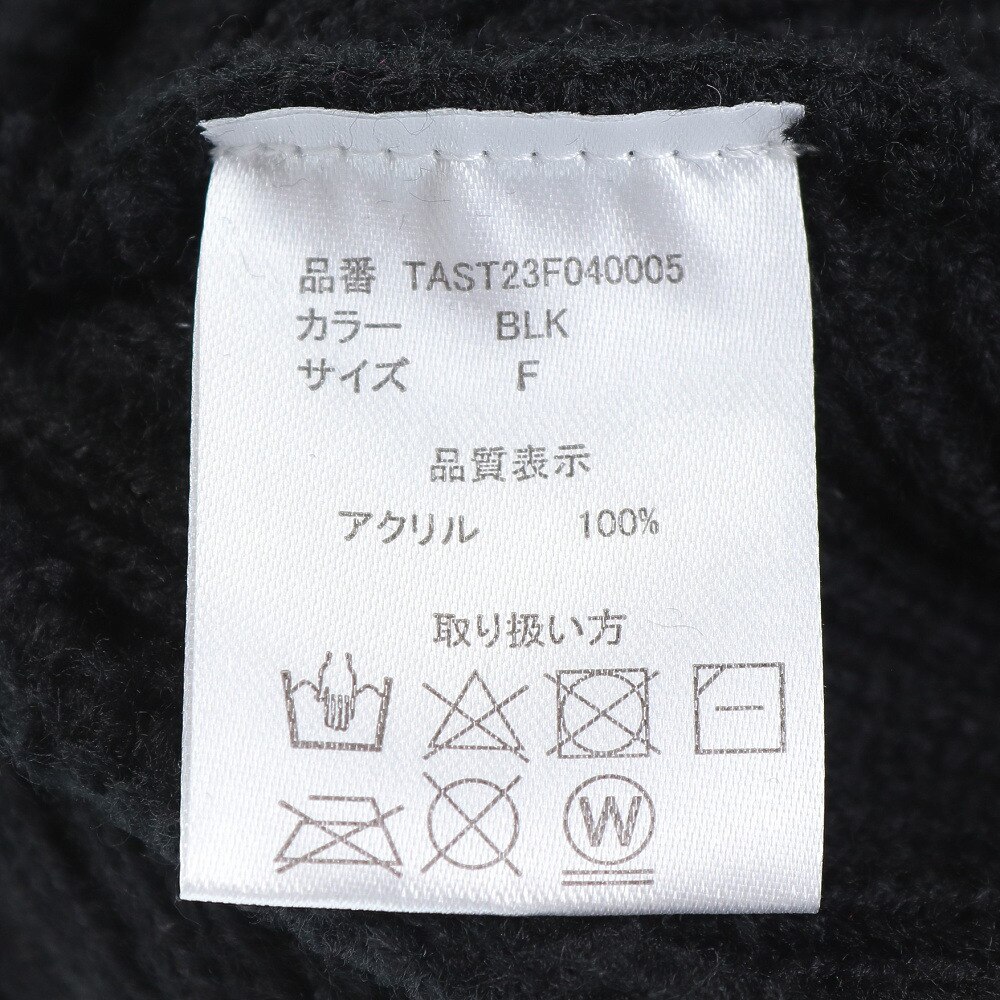 品番 TAST23F040005
カラー BLK
サイズ F
品質表示
アクリル 100%
取り扱い方
W